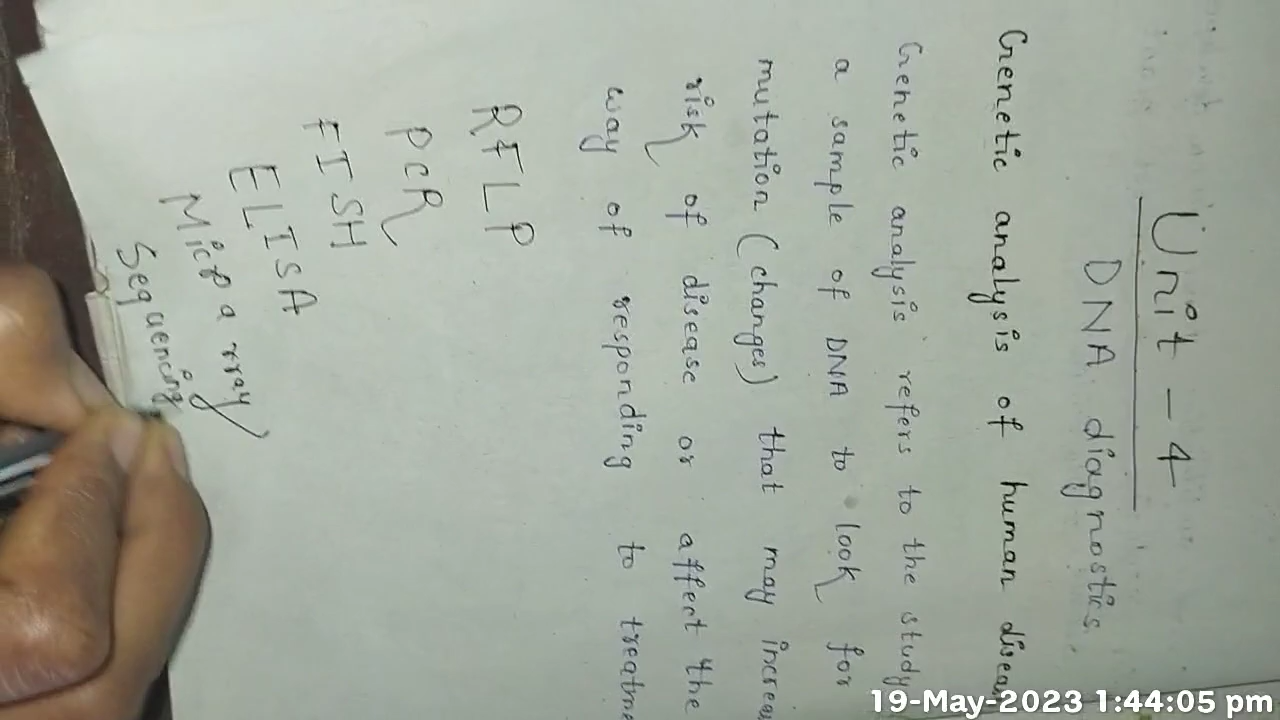 Unit - 4
DNA diagnostics.
Genetic analysis of human diseas
Genetic analysis refers to the study
a sample of DNA to look for
mutation (changes) that may increa
risk of disease or affect the
way of responding to treatme
RFLP
PCR
FISH
ELISA
Micro array
Sequencing
19-May-2023 1:44:05 pm